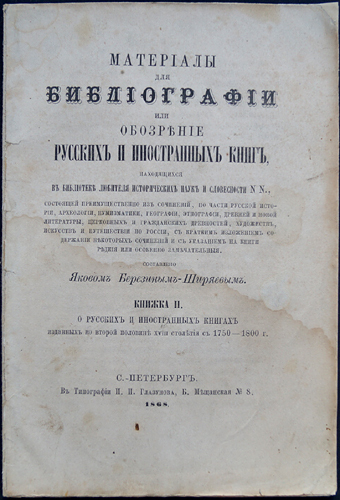 МАТЕРІАЛЫ
ДЛЯ
БИБЛІОГРАФІИ
ИЛИ
ОБОЗРѢНІЕ
РУССКИХЪ И ИНОСТРАННЫХЪ КНИГЪ,
НАХОДЯЩИХСЯ
ВЪ БИБЛІОТЕКѢ ЛЮБИТЕЛЯ ИСТОРИЧЕСКИХЪ НАУКЪ И СЛОВЕСНОСТИ N N.,
СОСТОЯЩЕЙ ПРЕИМУЩЕСТВЕННО ИЗЪ СОЧИНЕНІЙ, ПО ЧАСТИ РУССКОЙ ИСТО-
РІИ, АРХЕОЛОГІИ, НУМИЗМАТИКИ, ГЕОГРАФІИ, ЭТНОГРАФІИ, ДРЕВНЕЙ И НОВОЙ
ЛИТЕРАТУРЫ, ЦЕРКОВНЫХЪ И ГРАЖДАНСКИХЪ ДРЕВНОСТЕЙ, ХУДОЖЕСТВЪ,
ИСКУССТВЪ И ПУТЕШЕСТВІЙ ПО РОССІИ, СЪ КРАТКИМЪ ИЗЛОЖЕНІЕМЪ СО-
ДЕРЖАНІЯ НѢКОТОРЫХЪ СОЧИНЕНІЙ И СЪ УКАЗАНІЕМЪ НА КНИГИ
РѢДКІЯ ИЛИ ОСОБЕННО ЗАМѢЧАТЕЛЬНЫЯ.
СОСТАВЛЕНО
Яковомъ Березинымъ-Ширяевымъ.
КНИЖКА II.
О РУССКИХЪ И ИНОСТРАННЫХЪ КНИГАХЪ
изданныхъ во второй половинѣ XVIII столѣтія съ 1750—1800 г.
С.-ПЕТЕРБУРГЪ.
Въ Типографіи И. И. Глазунова, Б. Мѣщанская № 8.
1868.